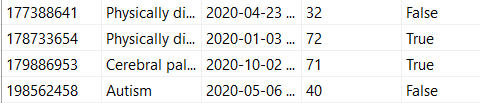 177388641 Physically di... 2020-04-23 ... 32 False
178733654 Physically di... 2020-01-03 ... 72 True
179886953 Cerebral pal... 2020-10-02 ... 71 True
198562458 Autism 2020-05-06 ... 40 False